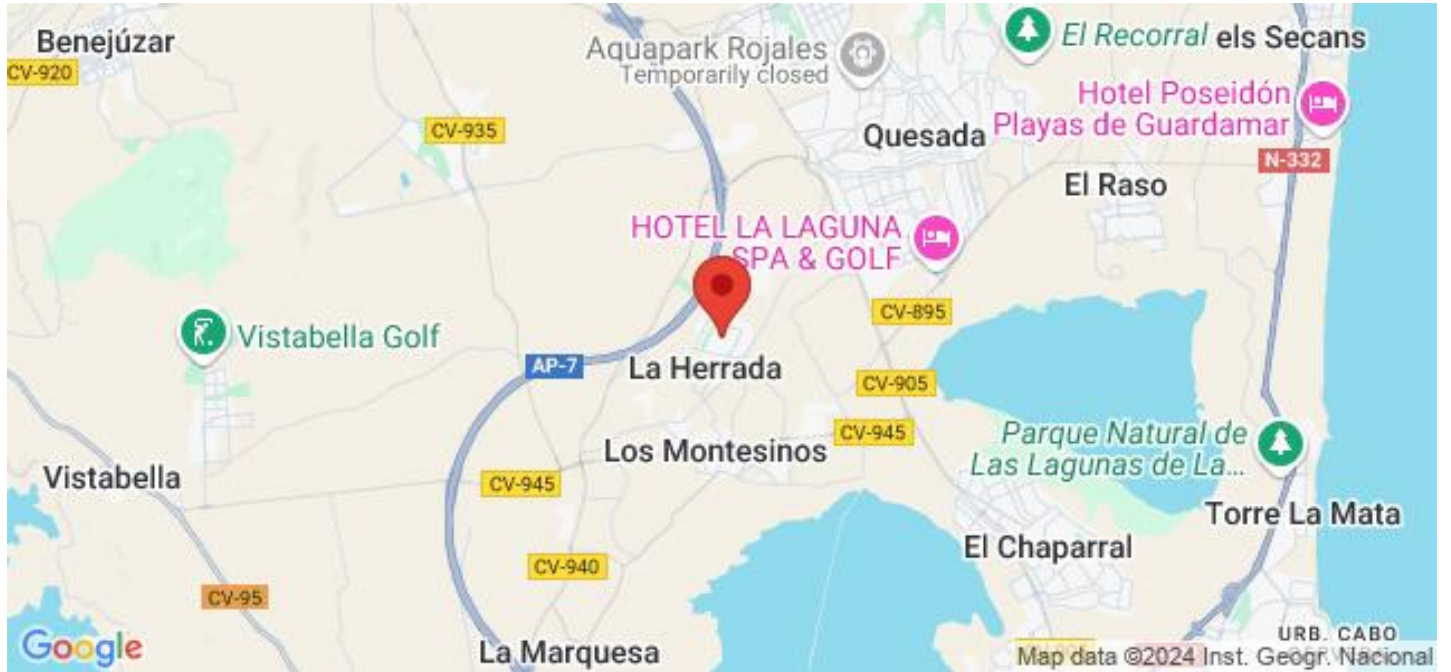 Benejúzar
CV-920
Aquapark Rojales
Temporarily closed
El Recorral
els Secans
Hotel Poseidón
Playas de Guardamar
CV-935
Quesada
N-332
El Raso
HOTEL LA LAGUNA
SPA & GOLF
CV-895
Vistabella Golf
AP-7
La Herrada
CV-905
CV-945
Los Montesinos
Parque Natural de
Las Lagunas de La...
Vistabella
CV-945
Torre La Mata
El Chaparral
CV-940
CV-95
Google
La Marquesa
URB. CABO
Map data ©2024 Inst. Geogr. Nacional